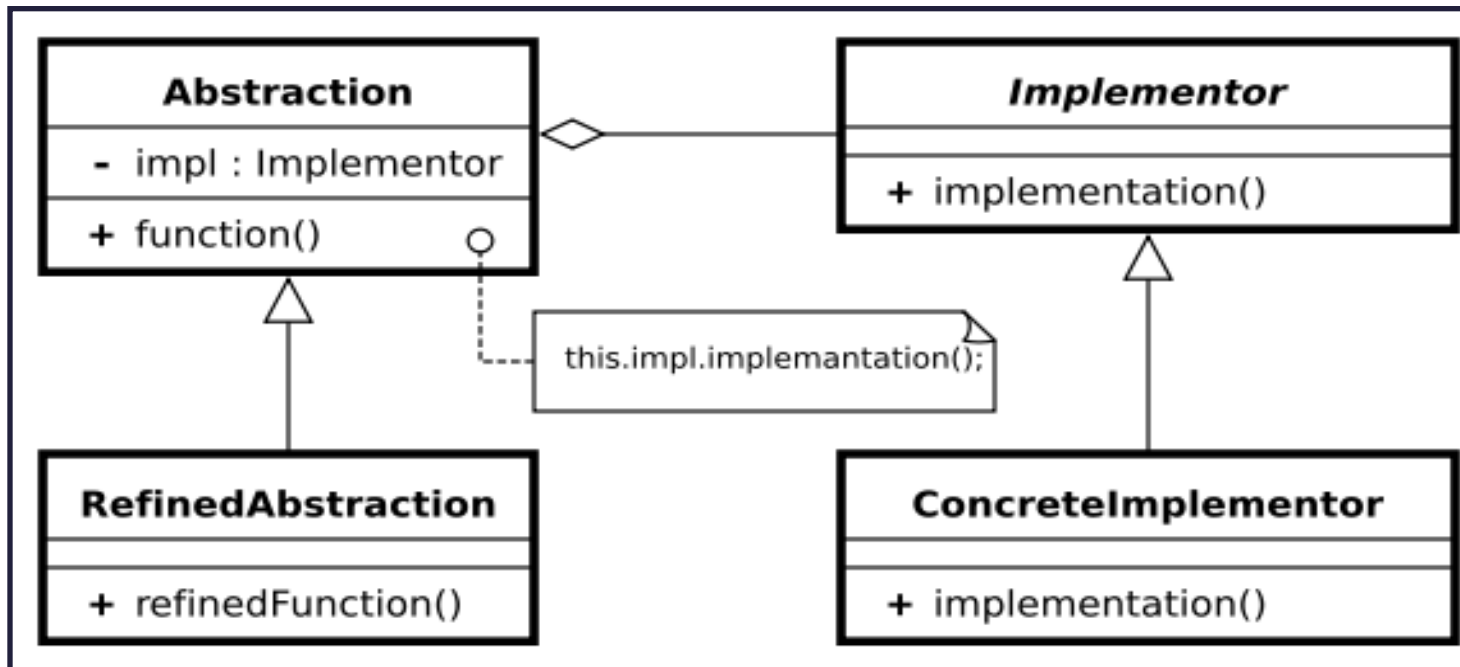 Abstraction
- impl : Implementor
+ function()
Implementor
+ implementation()
this.impl.implemantation();
RefinedAbstraction
+ refinedFunction()
ConcreteImplementor
+ implementation()